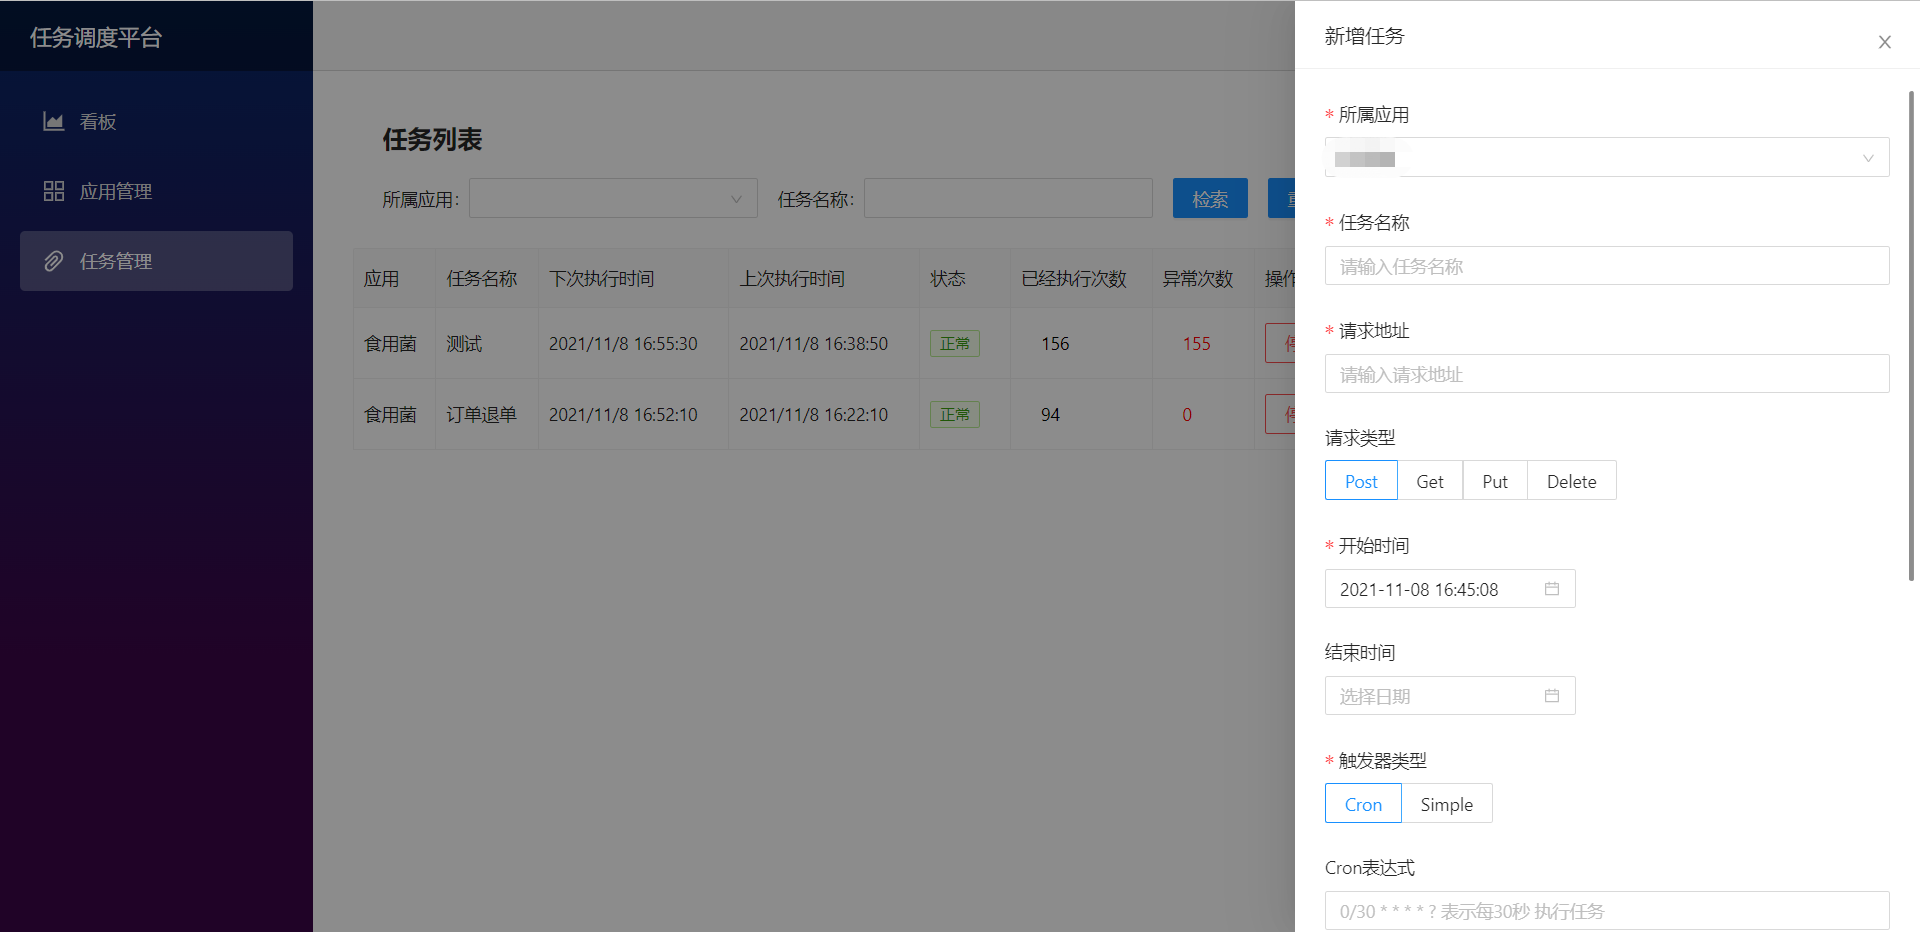 任务调度平台
看板
应用管理
任务管理
任务列表
所属应用:
任务名称:
检索
应用 任务名称 下次执行时间 上次执行时间 状态 已经执行次数 异常次数 操作
食用菌 测试 2021/11/8 16:55:30 2021/11/8 16:38:50 正常 156 155
食用菌 订单退单 2021/11/8 16:52:10 2021/11/8 16:22:10 正常 94 0
新增任务
* 所属应用
* 任务名称
请输入任务名称
* 请求地址
请输入请求地址
请求类型
Post Get Put Delete
* 开始时间
2021-11-08 16:45:08
结束时间
选择日期
* 触发器类型
Cron Simple
Cron表达式
0/30 * * * * ? 表示每30秒 执行任务